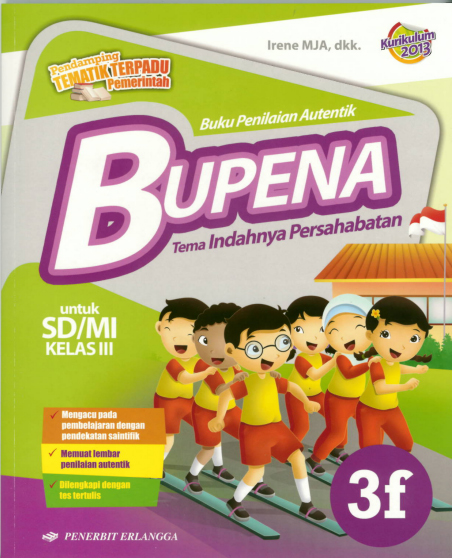 Irene MJA, dkk.
Kurikulum
2013
Pendamping
TEMATIK TERPADU
Pemerintah
Buku Penilaian Autentik
BUPENA
Tema Indahnya Persahabatan
untuk
SD/MI
KELAS III
✓ Mengacu pada
pembelajaran dengan
pendekatan saintifik
✓ Memuat lembar
penilaian autentik
✓ Dilengkapi dengan
tes tertulis
3f
PENERBIT ERLANGGA